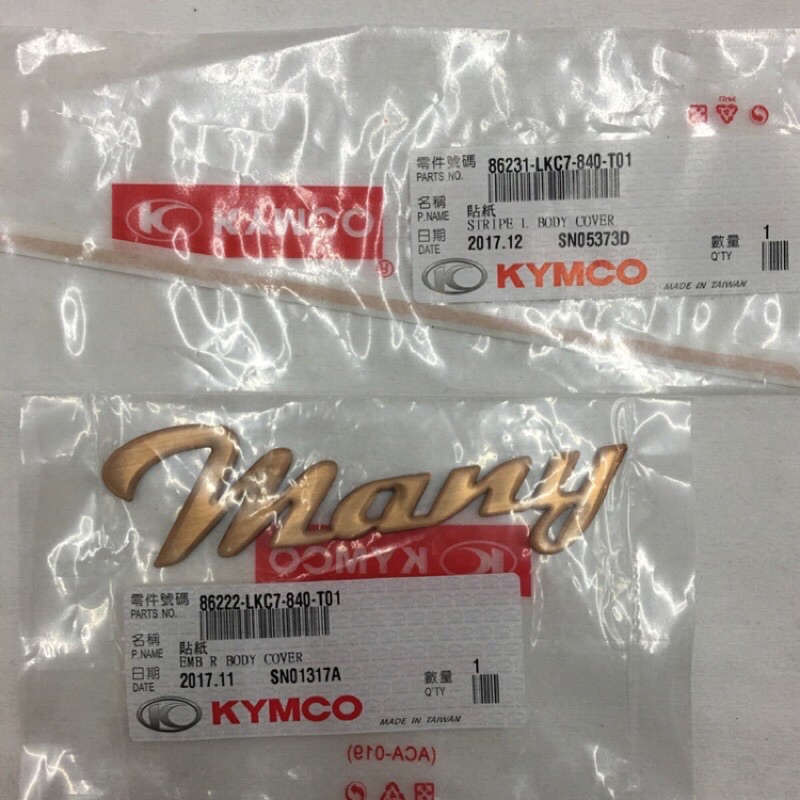 零件號碼 86231-LKC7-840-T01
PARTS NO.
名稱 貼紙
P.NAME STRIPE L BODY COVER
日期 2017.12 SN05373D 數量 1
DATE Q'TY
KYMCO MADE IN TAIWAN
KYMCO
®
Many
KYMCO
零件號碼 86222-LKC7-840-T01
PARTS NO.
名稱 貼紙
P.NAME EMB R BODY COVER
日期 2017.11 SN01317A 數量 1
DATE Q'TY
KYMCO MADE IN TAIWAN
(ACA-019)